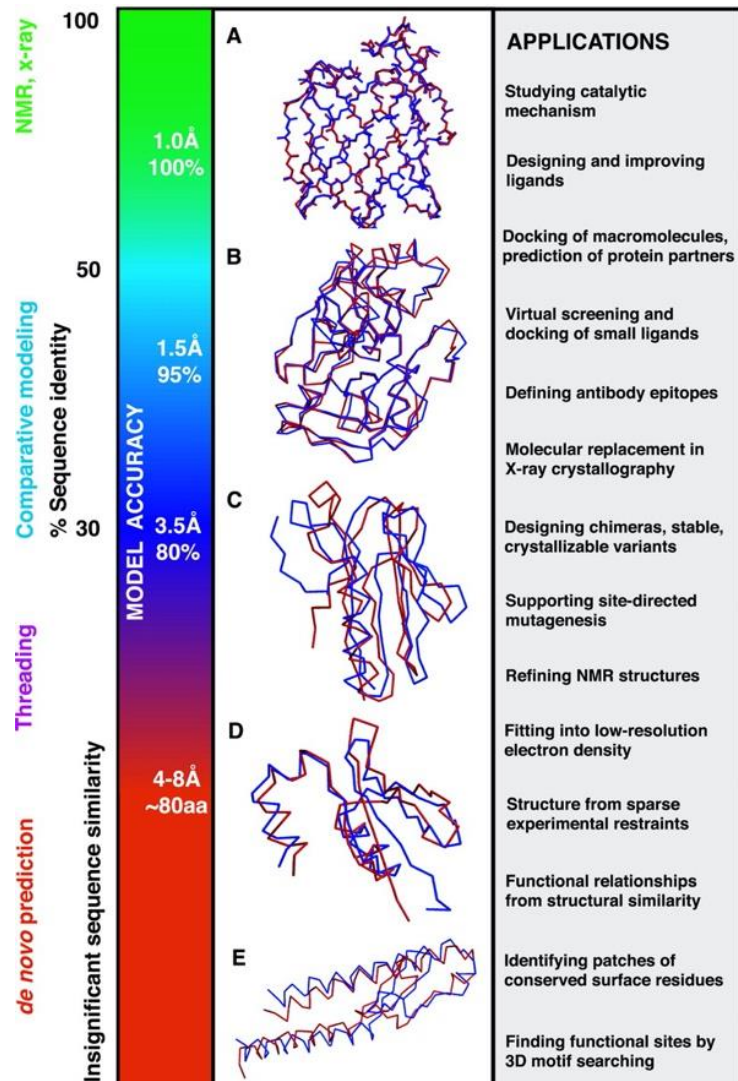 NMR, x-ray
Comparative modeling
Threading
de novo prediction
100
50
% Sequence identity
30
Insignificant sequence similarity
MODEL ACCURACY
1.0Å
100%
1.5Å
95%
3.5Å
80%
4-8Å
~80aa
A
B
C
D
E
APPLICATIONS
Studying catalytic
mechanism
Designing and improving
ligands
Docking of macromolecules,
prediction of protein partners
Virtual screening and
docking of small ligands
Defining antibody epitopes
Molecular replacement in
X-ray crystallography
Designing chimeras, stable,
crystallizable variants
Supporting site-directed
mutagenesis
Refining NMR structures
Fitting into low-resolution
electron density
Structure from sparse
experimental restraints
Functional relationships
from structural similarity
Identifying patches of
conserved surface residues
Finding functional sites by
3D motif searching